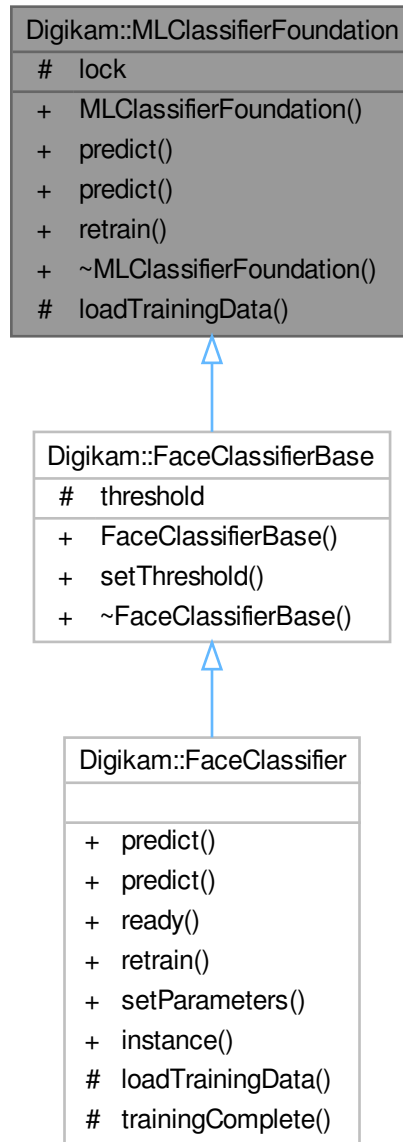 Digikam::MLClassifierFoundation
# lock
+ MLClassifierFoundation()
+ predict()
+ predict()
+ retrain()
+ ~MLClassifierFoundation()
# loadTrainingData()
Digikam::FaceClassifierBase
# threshold
+ FaceClassifierBase()
+ setThreshold()
+ ~FaceClassifierBase()
Digikam::FaceClassifier
+ predict()
+ predict()
+ ready()
+ retrain()
+ setParameters()
+ instance()
# loadTrainingData()
# trainingComplete()